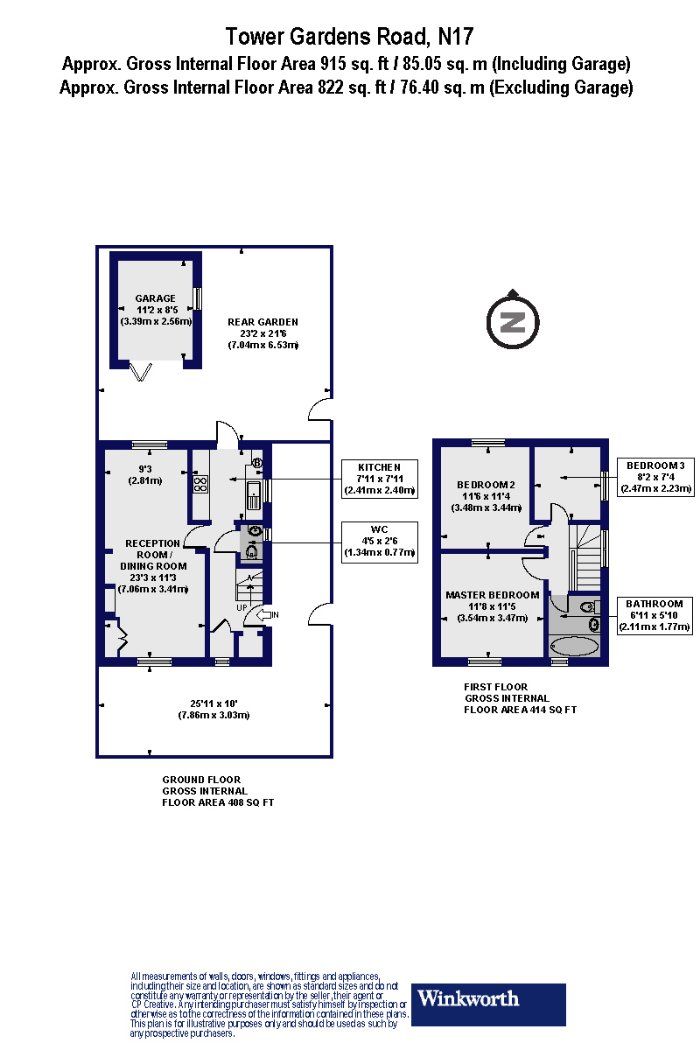 Tower Gardens Road, N17
Approx. Gross Internal Floor Area 915 sq. ft / 85.05 sq. m (Including Garage)
Approx. Gross Internal Floor Area 822 sq. ft / 76.40 sq. m (Excluding Garage)
GARAGE
11'2 x 8'5
(3.39m x 2.56m)
REAR GARDEN
23'2 x 21'6
(7.04m x 6.53m)
N
9'3
(2.81m)
B
KITCHEN
7'11 x 7'11
(2.41m x 2.40m)
WC
4'5 x 2'6
(1.34m x 0.77m)
RECEPTION
ROOM /
DINING ROOM
23'3 x 11'3
(7.06m x 3.41m)
UP
IN
25'11 x 10'
(7.86m x 3.03m)
GROUND FLOOR
GROSS INTERNAL
FLOOR AREA 408 SQ FT
BEDROOM 2
11'6 x 11'4
(3.48m x 3.44m)
BEDROOM 3
8'2 x 7'4
(2.47m x 2.23m)
MASTER BEDROOM
11'8 x 11'5
(3.54m x 3.47m)
BATHROOM
6'11 x 5'10
(2.11m x 1.77m)
FIRST FLOOR
GROSS INTERNAL
FLOOR AREA 414 SQ FT
All measurements of walls, doors, windows, fittings and appliances,
including their size and location, are shown as standard sizes and do not
constitute any warranty or representation by the seller, their agent or
CP Creative. Any intending purchaser must satisfy himself by inspection or
otherwise as to the correctness of the information contained in these plans.
This plan is for illustrative purposes only and should be used as such by
any prospective purchasers.
Winkworth